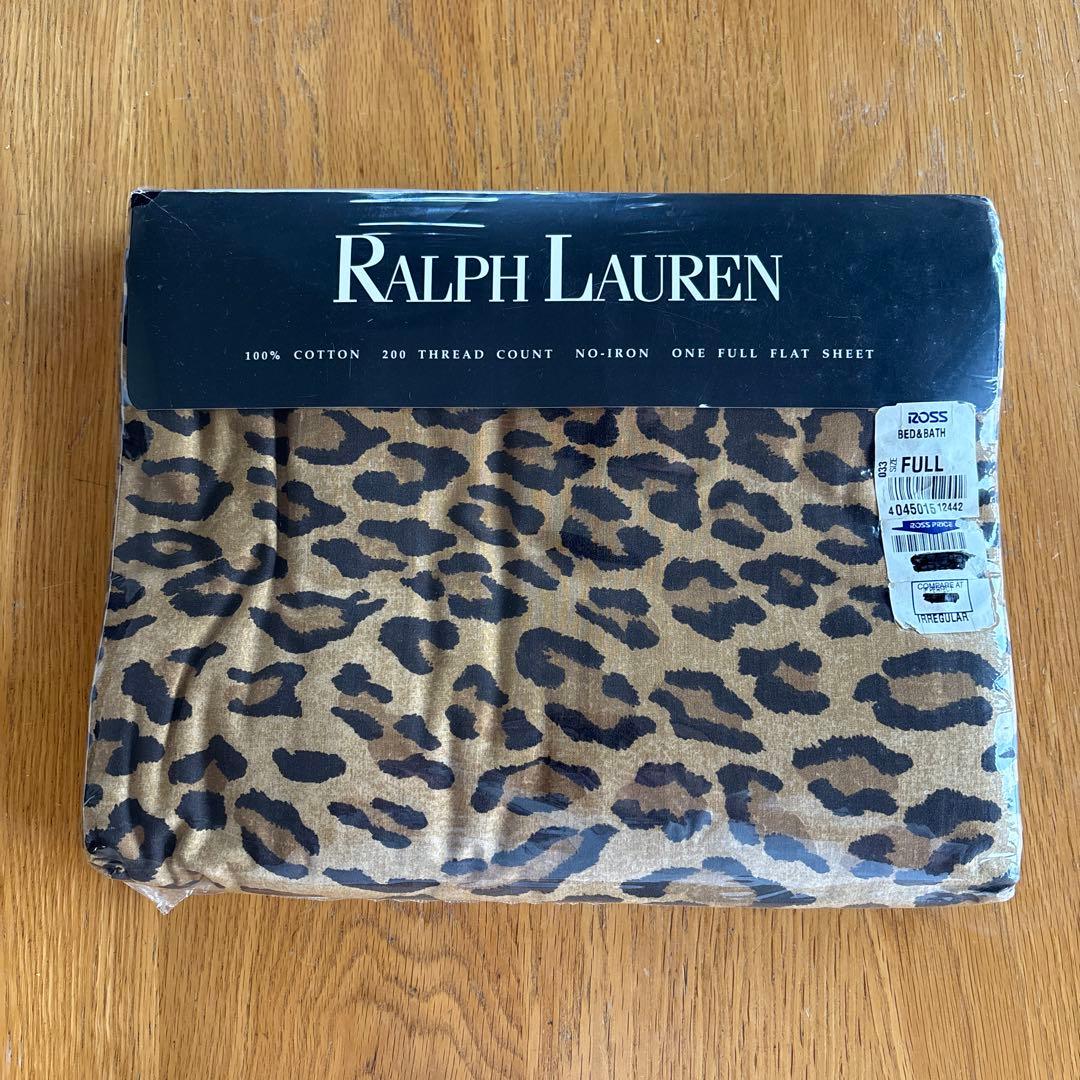 RALPH LAUREN
100% COTTON 200 THREAD COUNT NO-IRON ONE FULL FLAT SHEET
ROSS
BED&BATH
033
SIZE FULL
404501512442
ROSS PRICE
COMPARE AT
IRREGULAR